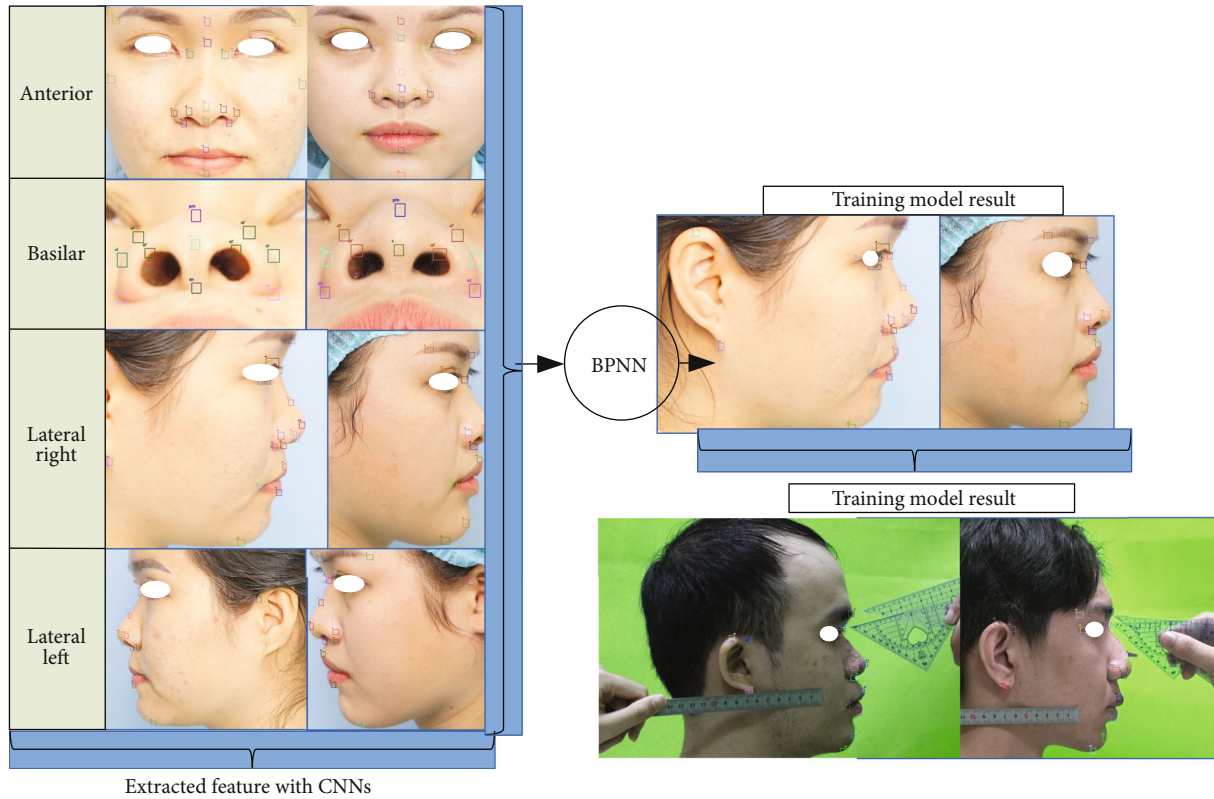 Anterior
Basilar
Lateral
right
Lateral
left
Extracted feature with CNNs
BPNN
Training model result
Training model result